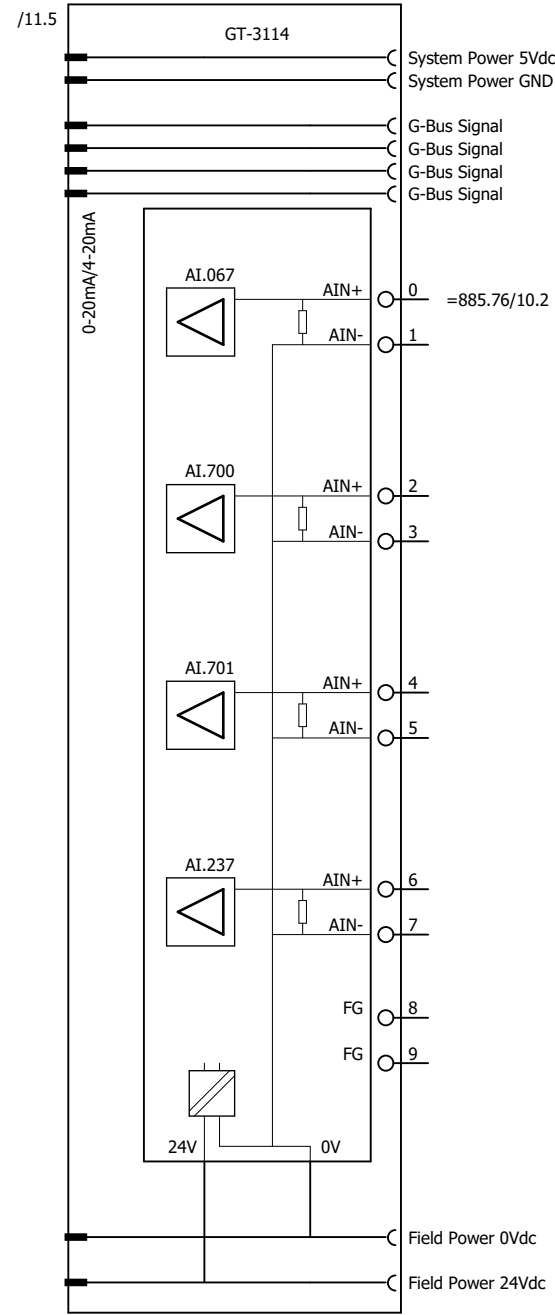 /11.5
GT-3114
System Power 5Vdc
System Power GND
G-Bus Signal
G-Bus Signal
G-Bus Signal
G-Bus Signal
0-20mA/4-20mA
AI.067
AIN+ 0 =885.76/10.2
AIN- 1
AI.700
AIN+ 2
AIN- 3
AI.701
AIN+ 4
AIN- 5
AI.237
AIN+ 6
AIN- 7
FG 8
FG 9
24V 0V
Field Power 0Vdc
Field Power 24Vdc